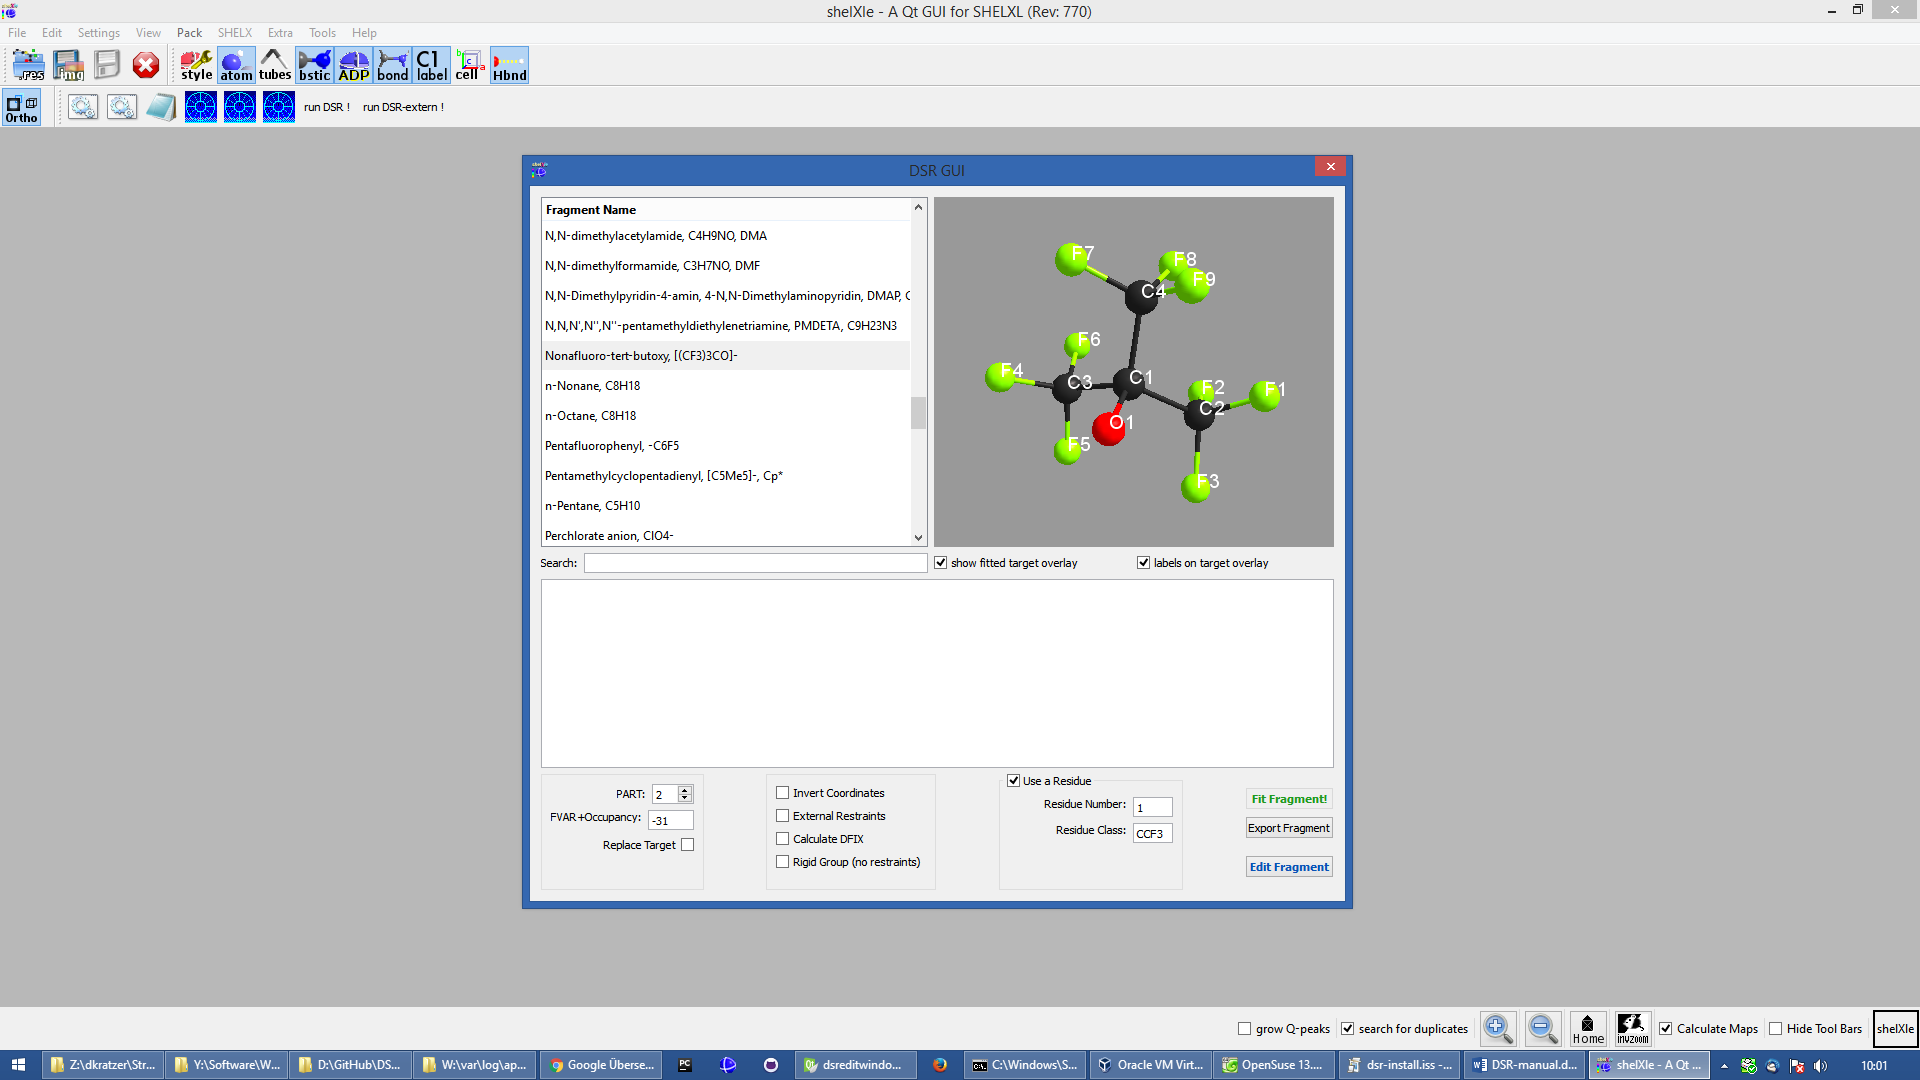 shelXle - A Qt GUI for SHELXL (Rev: 770)
File Edit Settings View Pack SHELX Extra Tools Help
.res img style atom tubes bstic ADP bond C1 label cell Hbnd
Ortho run DSR ! run DSR-extern !
DSR GUI
Fragment Name
N,N-dimethylacetylamide, C4H9NO, DMA
N,N-dimethylformamide, C3H7NO, DMF
N,N-Dimethylpyridin-4-amin, 4-N,N-Dimethylaminopyridin, DMAP, C
N,N,N',N'',N''-pentamethyldiethylenetriamine, PMDETA, C9H23N3
Nonafluoro-tert-butoxy, [(CF3)3CO]-
n-Nonane, C8H18
n-Octane, C8H18
Pentafluorophenyl, -C6F5
Pentamethylcyclopentadienyl, [C5Me5]-, Cp*
n-Pentane, C5H10
Perchlorate anion, ClO4-
F7 F8
F9
C4
F6
F4 C3 C1
F2 F1
C2
O1
F5
F3
Search: show fitted target overlay labels on target overlay
PART: 2
FVAR+Occupancy: -31
Replace Target
Invert Coordinates
External Restraints
Calculate DFIX
Rigid Group (no restraints)
Use a Residue
Residue Number: 1
Residue Class: CCF3
Fit Fragment!
Export Fragment
Edit Fragment
grow Q-peaks search for duplicates Home invzoom Calculate Maps Hide Tool Bars shelXle
Z:\dkratzer\Str... Y:\Software\W... D:\GitHub\DS... W:\var\log\ap... Google Überse... PC dsreditwindo... C:\Windows\S... Oracle VM Virt... OpenSuse 13.... dsr-install.iss -... DSR-manual.d... shelXle - A Qt ... 10:01